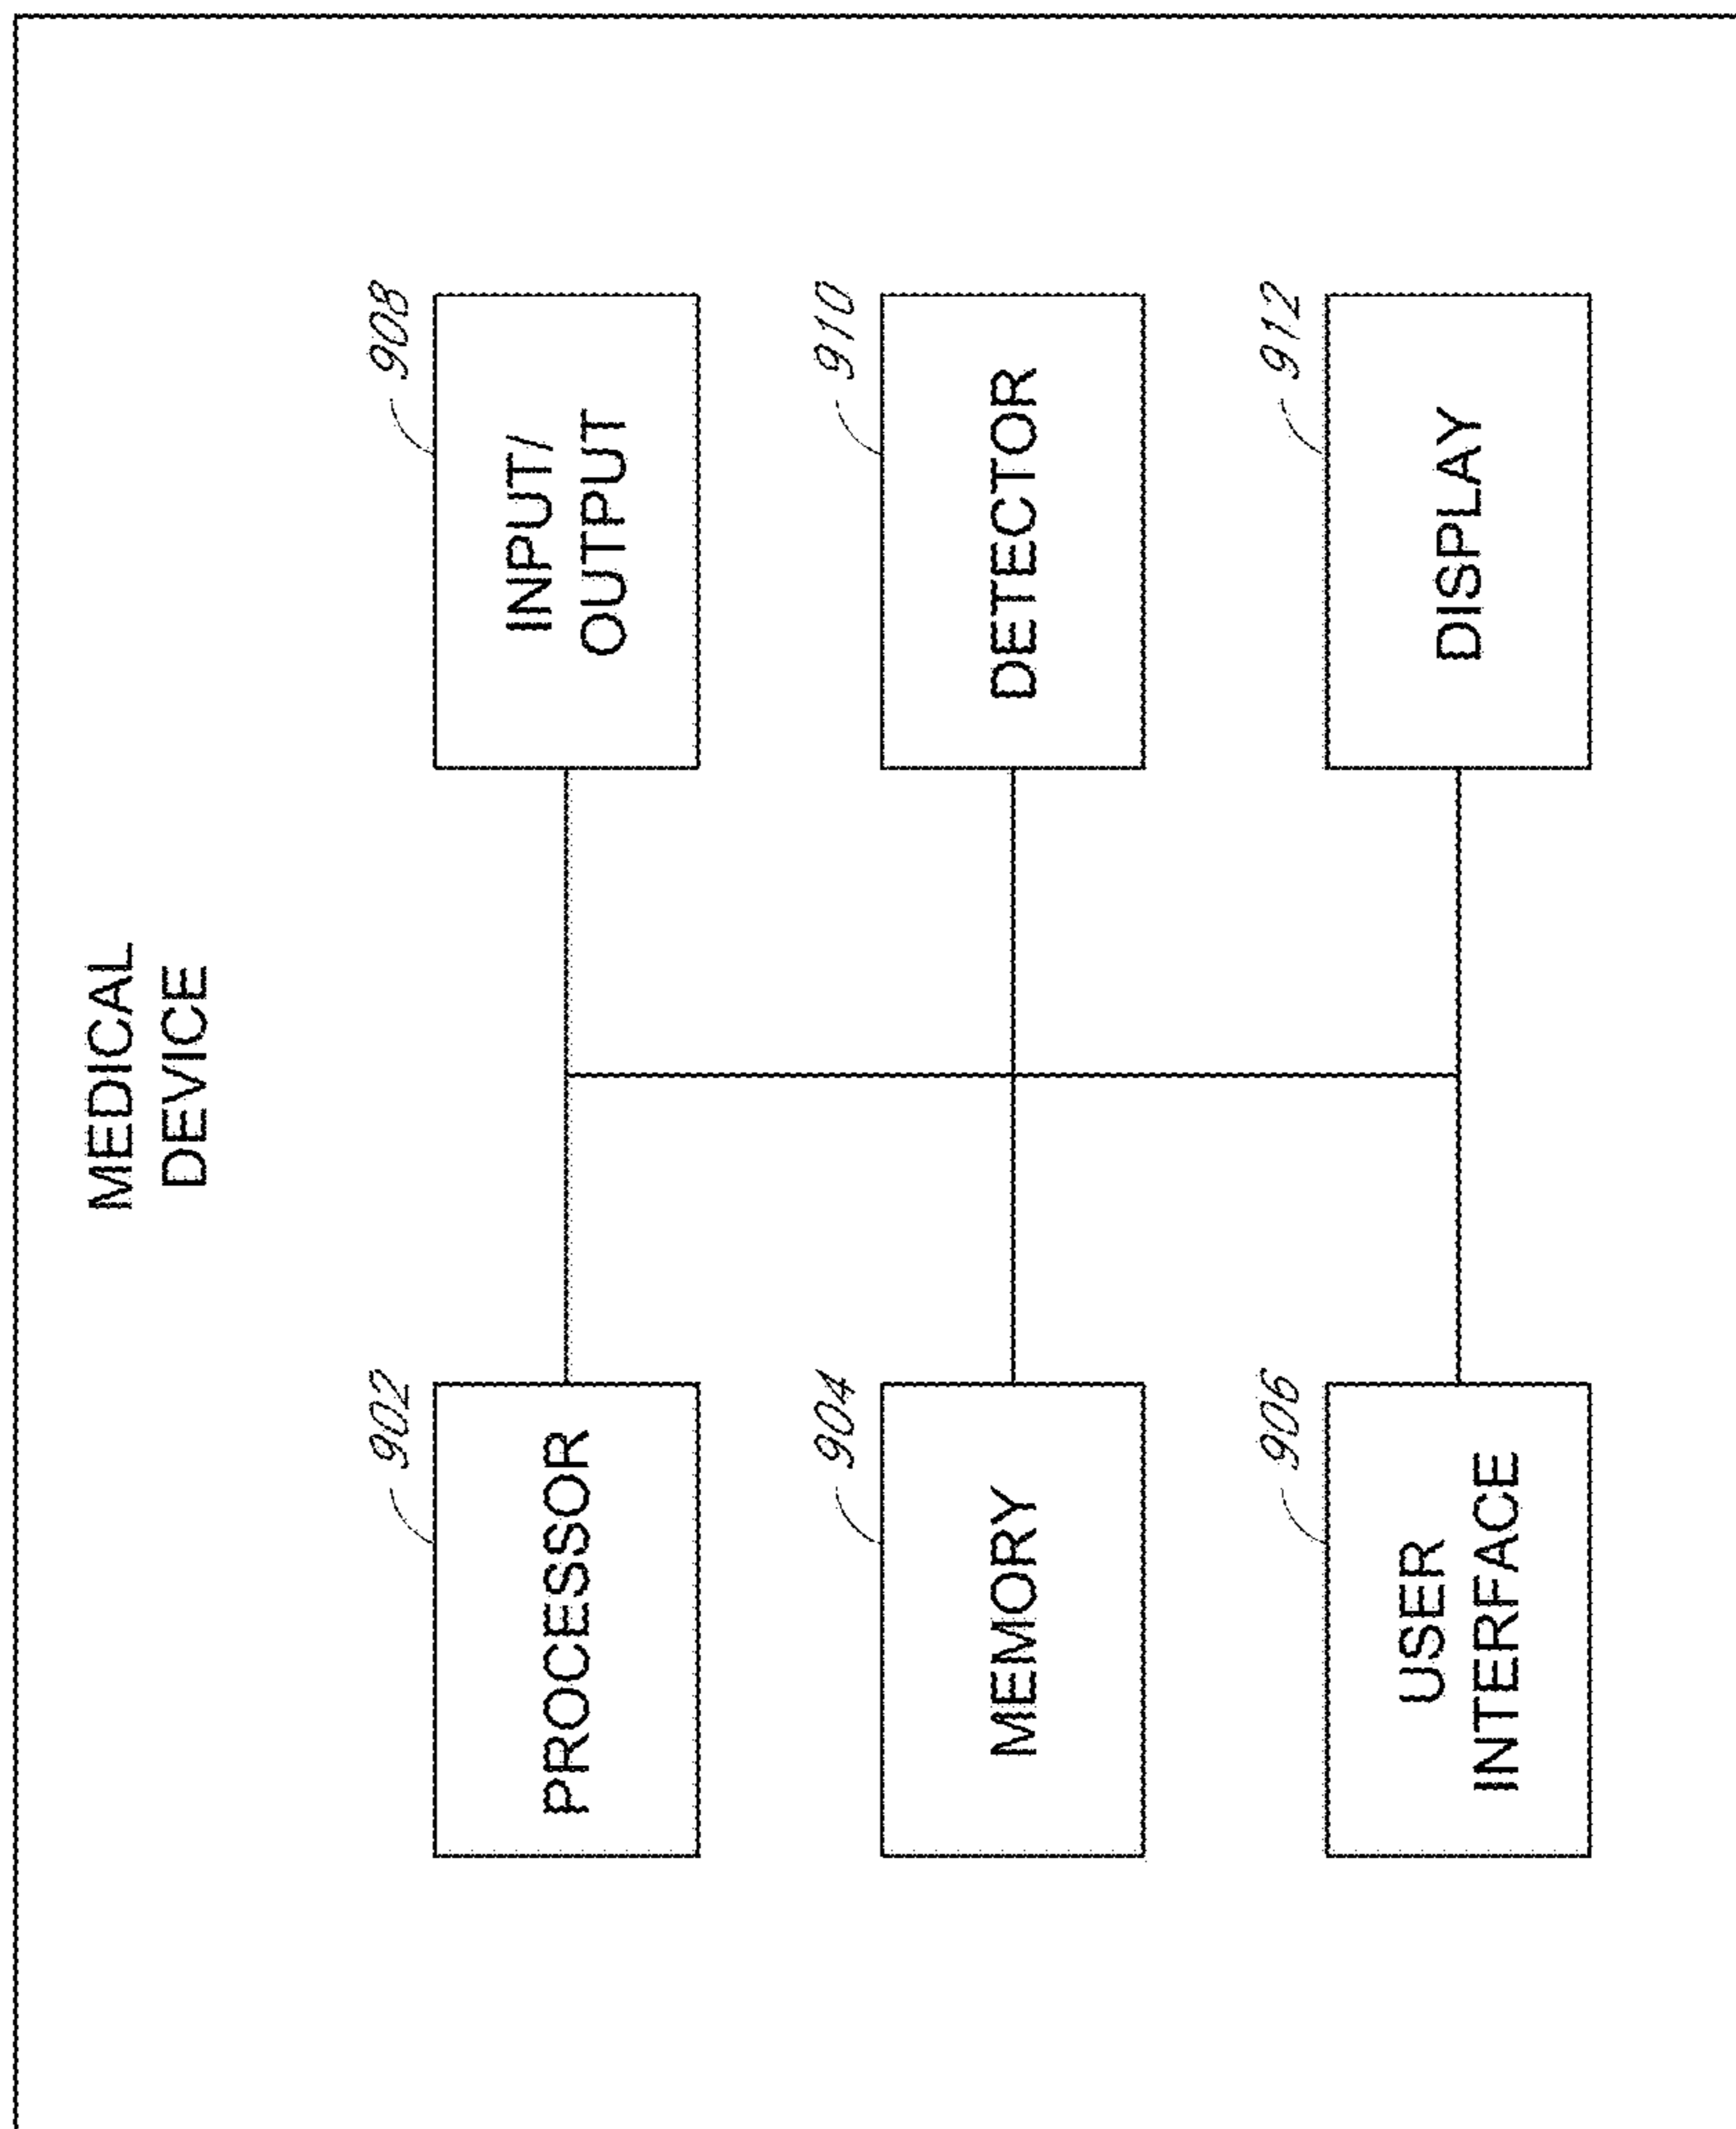 MEDICAL
DEVICE
902
PROCESSOR
908
INPUT/
OUTPUT
904
MEMORY
910
DETECTOR
906
USER
INTERFACE
912
DISPLAY